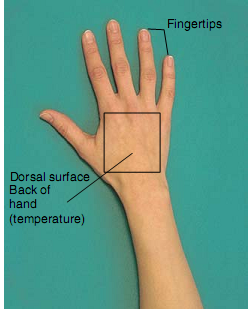 Fingertips
Dorsal surface
Back of
hand
(temperature)